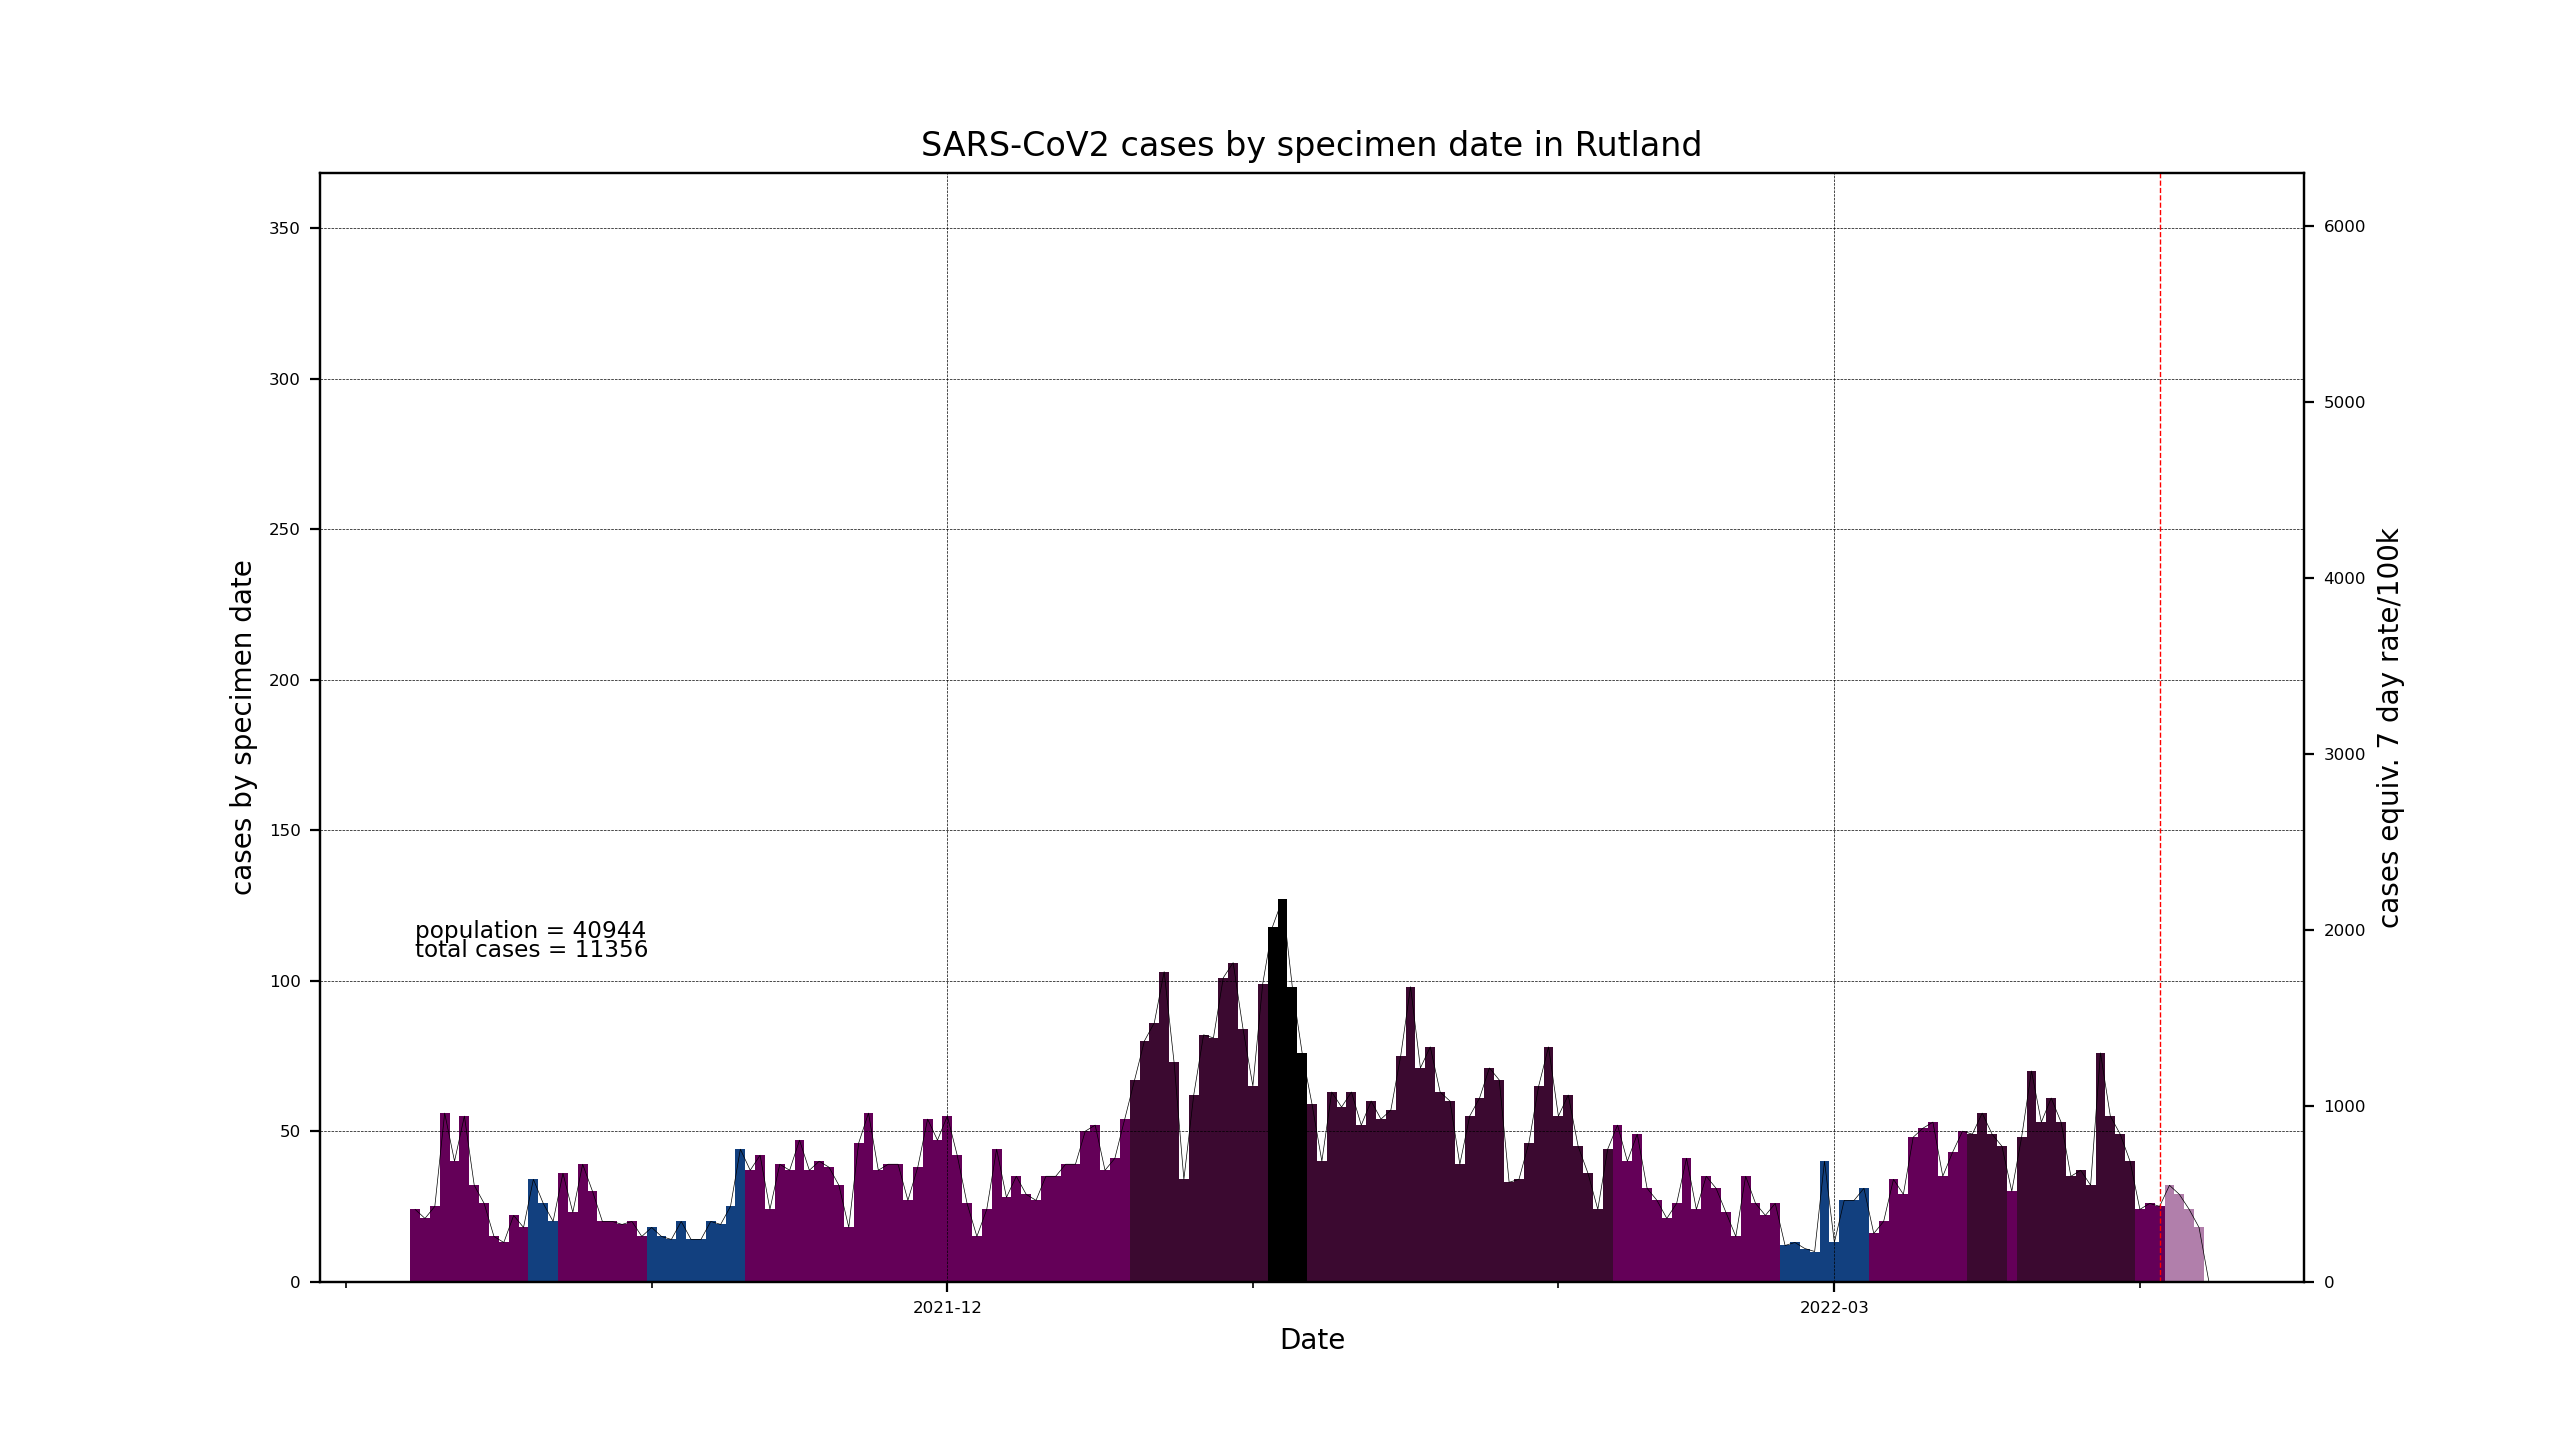 SARS-CoV2 cases by specimen date in Rutland
cases by specimen date
350
300
250
200
150
100
50
0
population = 40944
total cases = 11356
6000
5000
4000
3000
2000
1000
0
cases equiv. 7 day rate/100k
2021-12
2022-03
Date